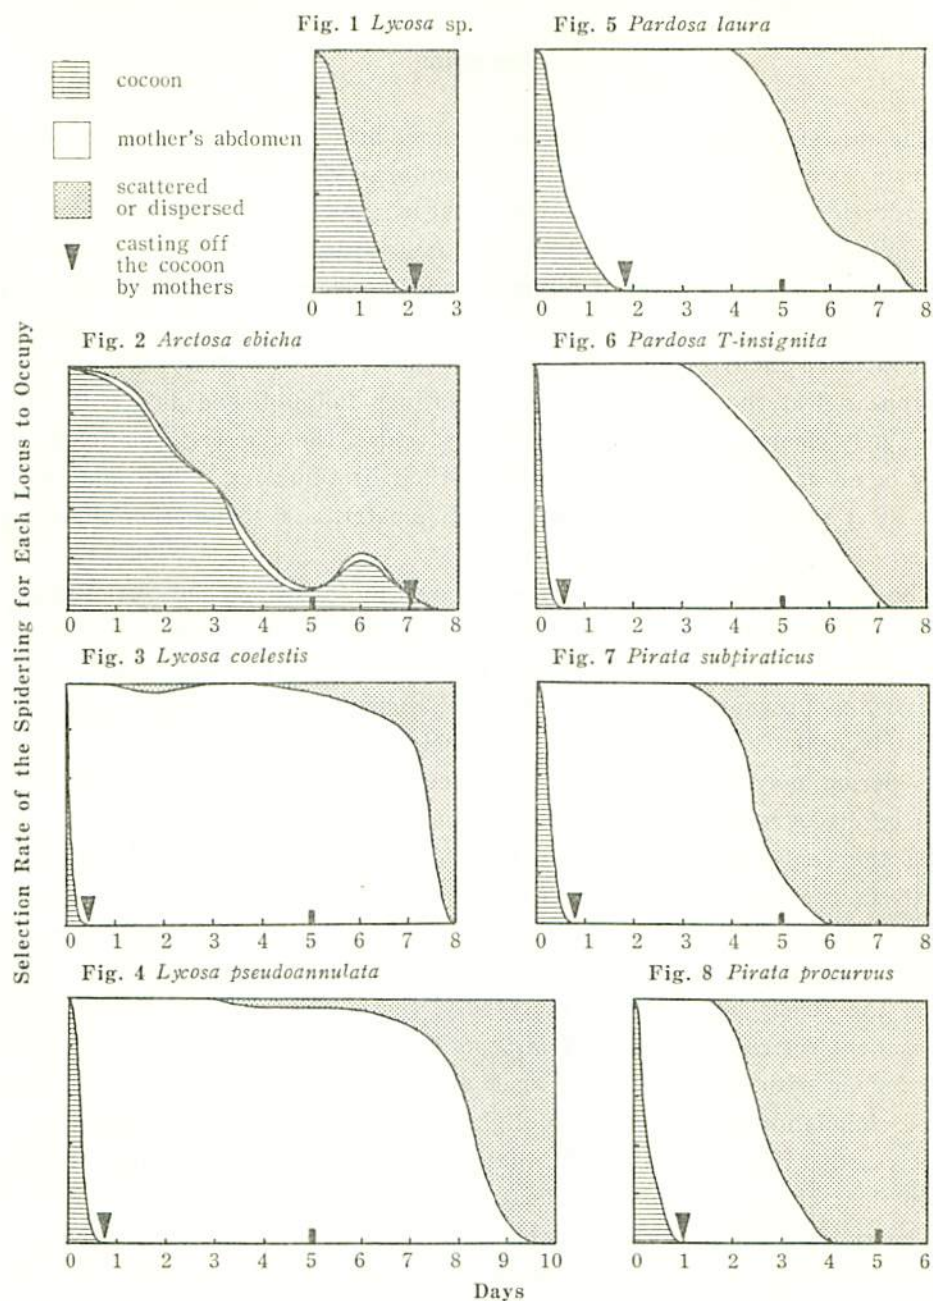 Fig. 1 Lycosa sp.
Fig. 5 Pardosa laura
cocoon
mother's abdomen
scattered
or dispersed
casting off
the cocoon
by mothers
0 1 2 3
0 1 2 3 4 5 6 7 8
Selection Rate of the Spiderling for Each Locus to Occupy
Fig. 2 Arctosa ebicha
Fig. 6 Pardosa T-insignita
0 1 2 3 4 5 6 7 8
0 1 2 3 4 5 6 7 8
Fig. 3 Lycosa coelestis
Fig. 7 Pirata subpiraticus
0 1 2 3 4 5 6 7 8
0 1 2 3 4 5 6 7 8
Fig. 4 Lycosa pseudoannulata
Fig. 8 Pirata procurvus
0 1 2 3 4 5 6 7 8 9 10
0 1 2 3 4 5 6
Days